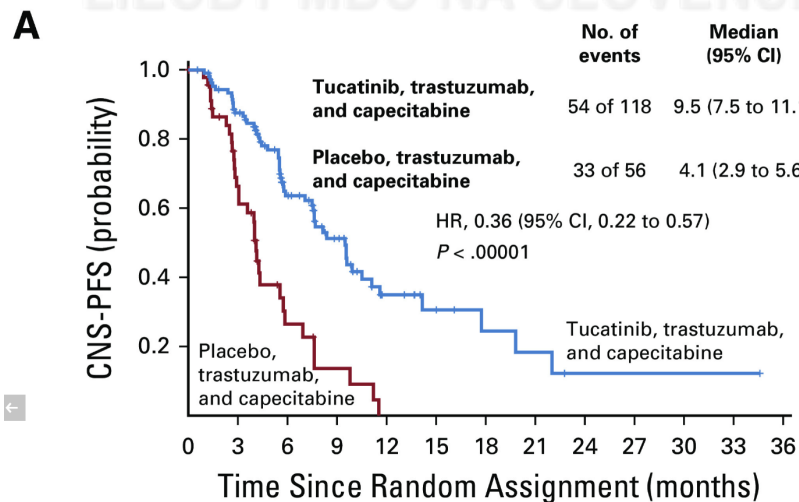 A
No. of events
Median (95% CI)
Tucatinib, trastuzumab, and capecitabine
54 of 118
9.5 (7.5 to 11.
Placebo, trastuzumab, and capecitabine
33 of 56
4.1 (2.9 to 5.6
HR, 0.36 (95% CI, 0.22 to 0.57)
P < .00001
CNS-PFS (probability)
1.0
0.8
0.6
0.4
0.2
Tucatinib, trastuzumab,
and capecitabine
Placebo,
trastuzumab,
and capecitabine
0 3 6 9 12 15 18 21 24 27 30 33 36
Time Since Random Assignment (months)